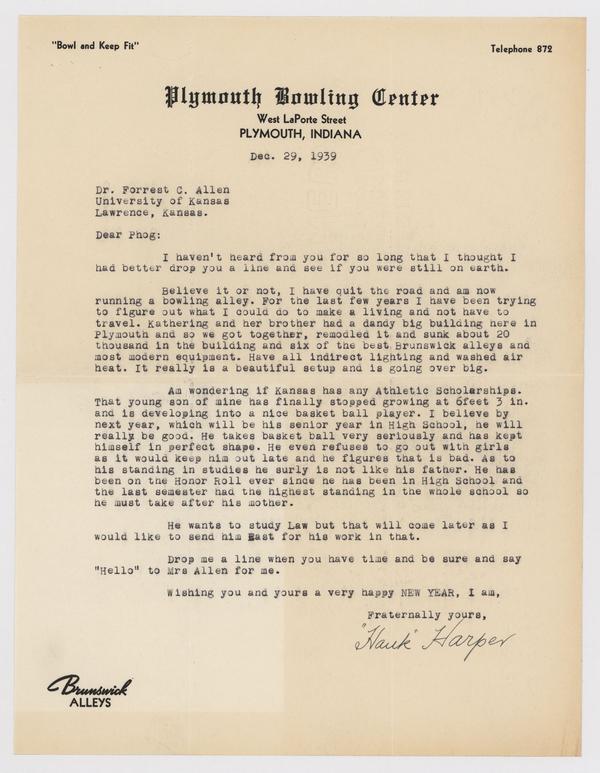 "Bowl and Keep Fit"
Telephone 872
Plymouth Bowling Center
West LaPorte Street
PLYMOUTH, INDIANA
Dec. 29, 1939
Dr. Forrest C. Allen
University of Kansas
Lawrence, Kansas.
Dear Phog:
I haven't heard from you for so long that I thought I
had better drop you a line and see if you were still on earth.
Believe it or not, I have quit the road and am now
running a bowling alley. For the last few years I have been trying
to figure out what I could do to make a living and not have to
travel. Kathering and her brother had a dandy big building here in
Plymouth and so we got together, remodled it and sunk about 20
thousand in the building and six of the best Brunswick alleys and
most modern equipment. Have all indirect lighting and washed air
heat. It really is a beautiful setup and is going over big.
Am wondering if Kansas has any Athletic Scholarships.
That young son of mine has finally stopped growing at 6feet 3 in.
and is developing into a nice basket ball player. I believe by
next year, which will be his senior year in High School, he will
really be good. He takes basket ball very seriously and has kept
himself in perfect shape. He even refuses to go out with girls
as it would keep him out late and he figures that is bad. As to
his standing in studies he surly is not like his father. He has
been on the Honor Roll ever since he has been in High School and
the last semester had the highest standing in the whole school so
he must take after his mother.
He wants to study Law but that will come later as I
would like to send him East for his work in that.
Drop me a line when you have time and be sure and say
"Hello" to Mrs Allen for me.
Wishing you and yours a very happy NEW YEAR, I am,
Fraternally yours,
"Hank" Harper
Brunswick
ALLEYS